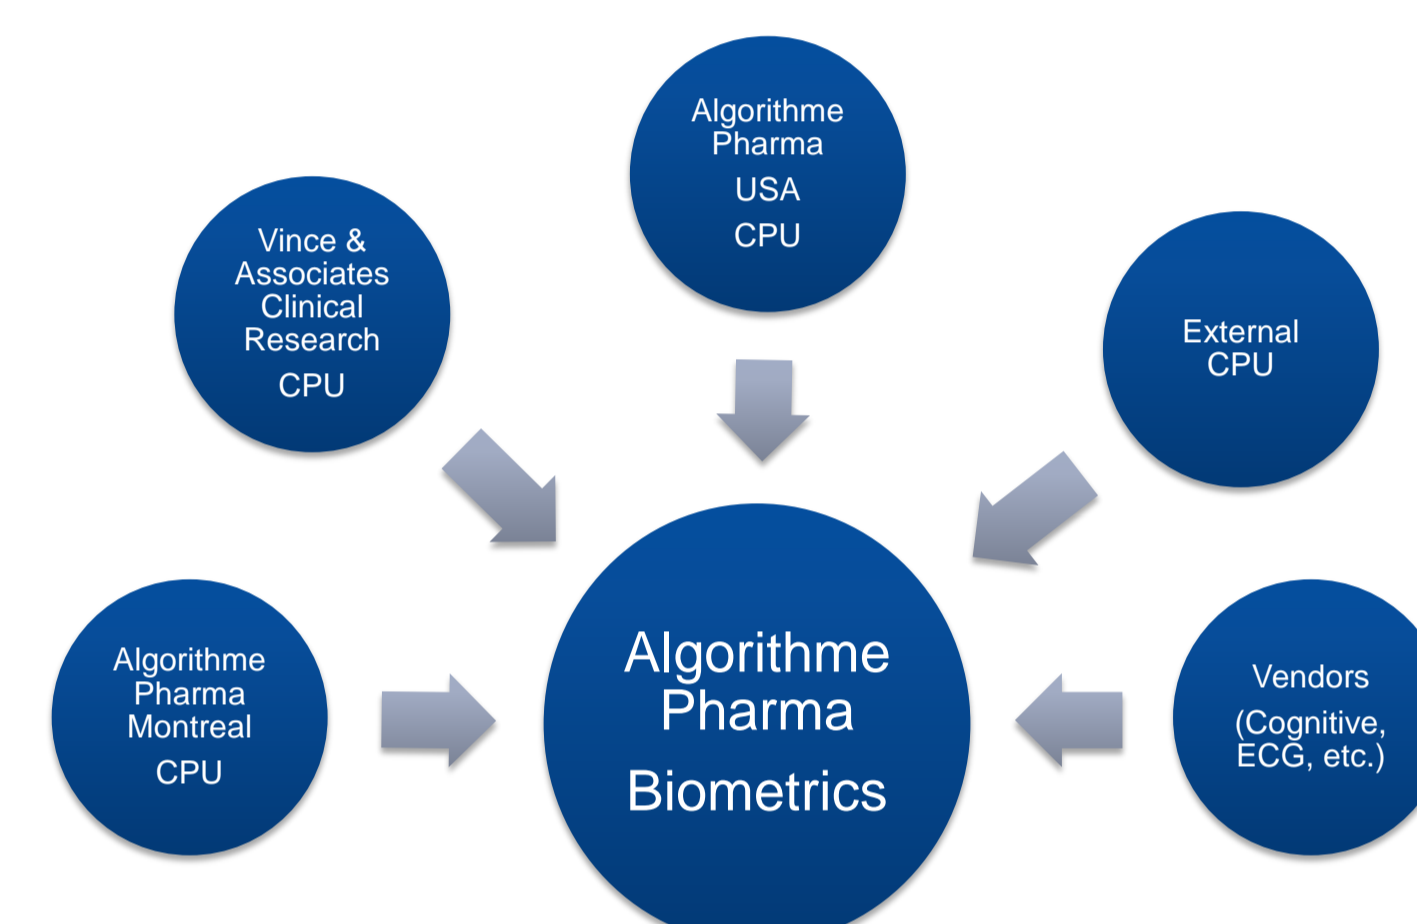 Algorithme
Pharma
USA
CPU
Vince &
Associates
Clinical
Research
CPU
External
CPU
Algorithme
Pharma
Montreal
CPU
Algorithme
Pharma
Biometrics
Vendors
(Cognitive,
ECG, etc.)